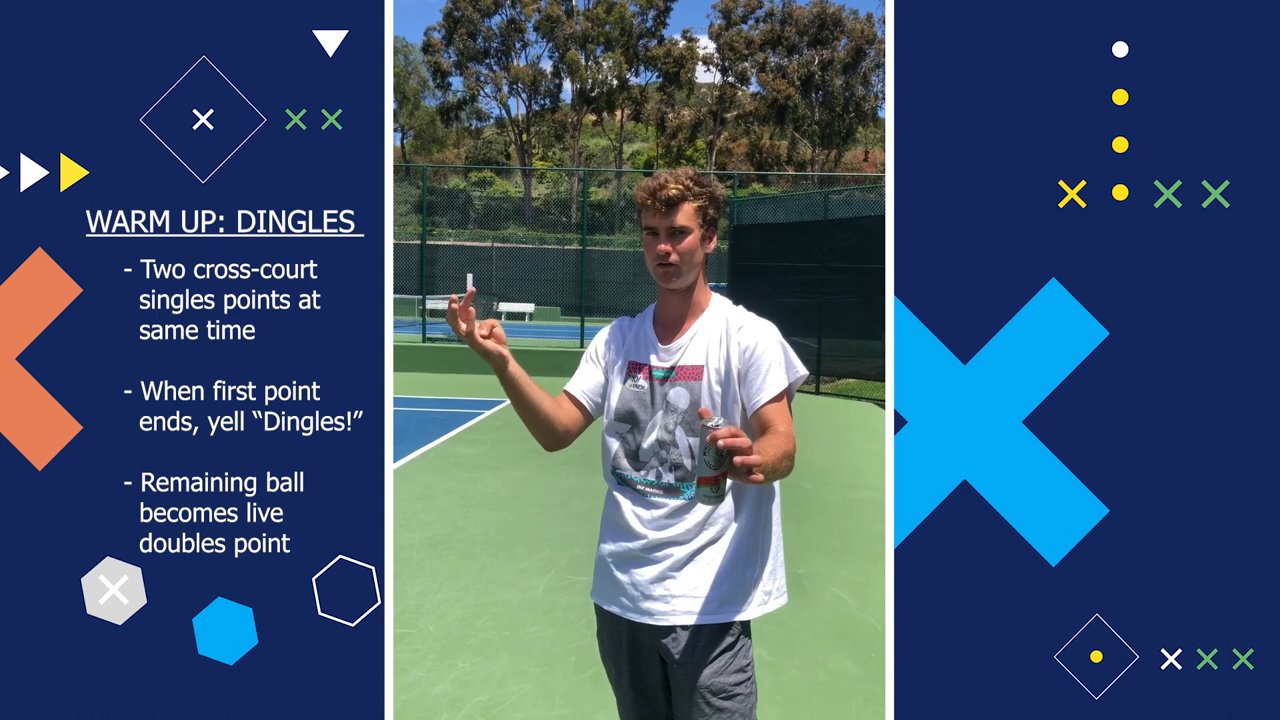 WARM UP: DINGLES
- Two cross-court
singles points at
same time
- When first point
ends, yell “Dingles!”
- Remaining ball
becomes live
doubles point